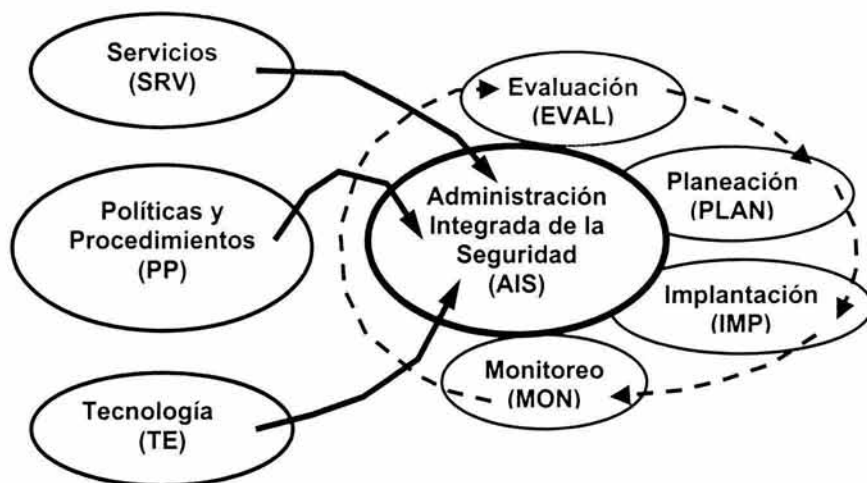 Servicios
(SRV)
Políticas y
Procedimientos
(PP)
Tecnología
(TE)
Administración
Integrada de la
Seguridad
(AIS)
Evaluación
(EVAL)
Planeación
(PLAN)
Implantación
(IMP)
Monitoreo
(MON)